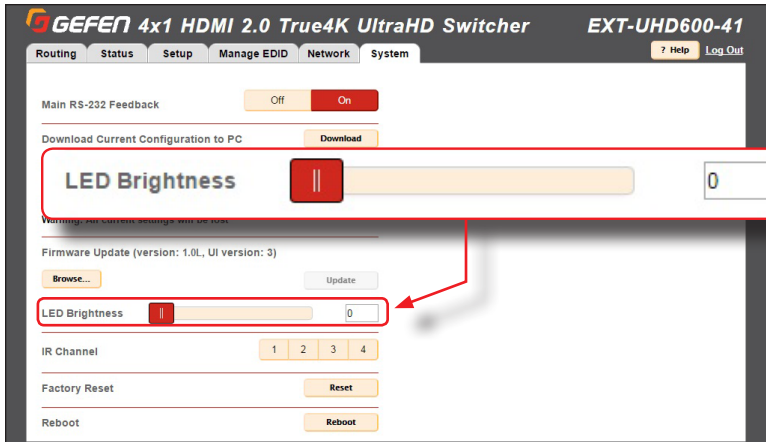 GEFEN 4x1 HDMI 2.0 True4K UltraHD Switcher EXT-UHD600-41
Routing Status Setup Manage EDID Network System ? Help Log Out
Main RS-232 Feedback Off On
Download Current Configuration to PC Download
LED Brightness 0
Warning: All current settings will be lost
Firmware Update (version: 1.0L, UI version: 3)
Browse... Update
LED Brightness 0
IR Channel 1 2 3 4
Factory Reset Reset
Reboot Reboot